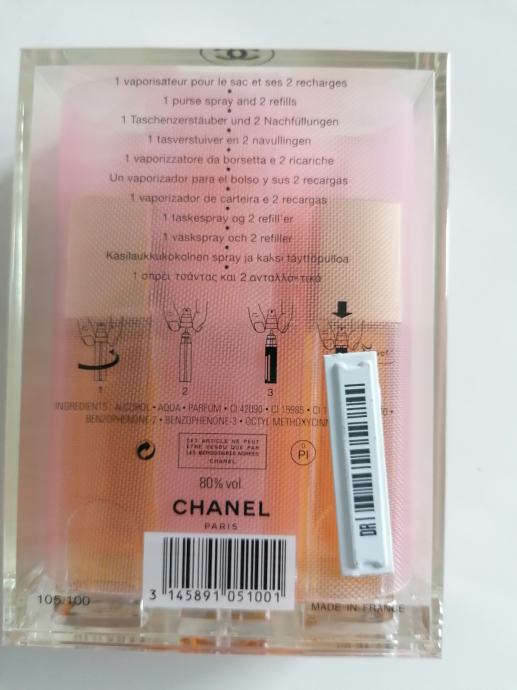 1 vaporisateur pour le sac et ses 2 recharges
1 purse spray and 2 refills
1 Taschenzerstäuber und 2 Nachfüllungen
1 tasverstuiver en 2 navullingen
1 vaporizzatore da borsetta e 2 ricariche
Un vaporizador para el bolso y sus 2 recargas
1 vaporizador de carteira e 2 recargas
1 taskespray og 2 refill'er
1 väskspray och 2 refiller
Käsilaukkukokoinen spray ja kaksi täyttöpulloa
1 σπρέι τσάντας και 2 ανταλλακτικά
1 2 3
INGREDIENTS: ALCOHOL • AQUA • PARFUM • CI 42090 • CI 15985 • CI
BENZOPHENONE-2 • BENZOPHENONE-3 • OCTYL
CET ARTICLE NE PEUT
ETRE VENDU QUE PAR
LES DEPOSITAIRES AGREES
CHANEL
PI
80% vol
CHANEL
PARIS
DR
3 145891 051001
105.100
MADE IN FRANCE